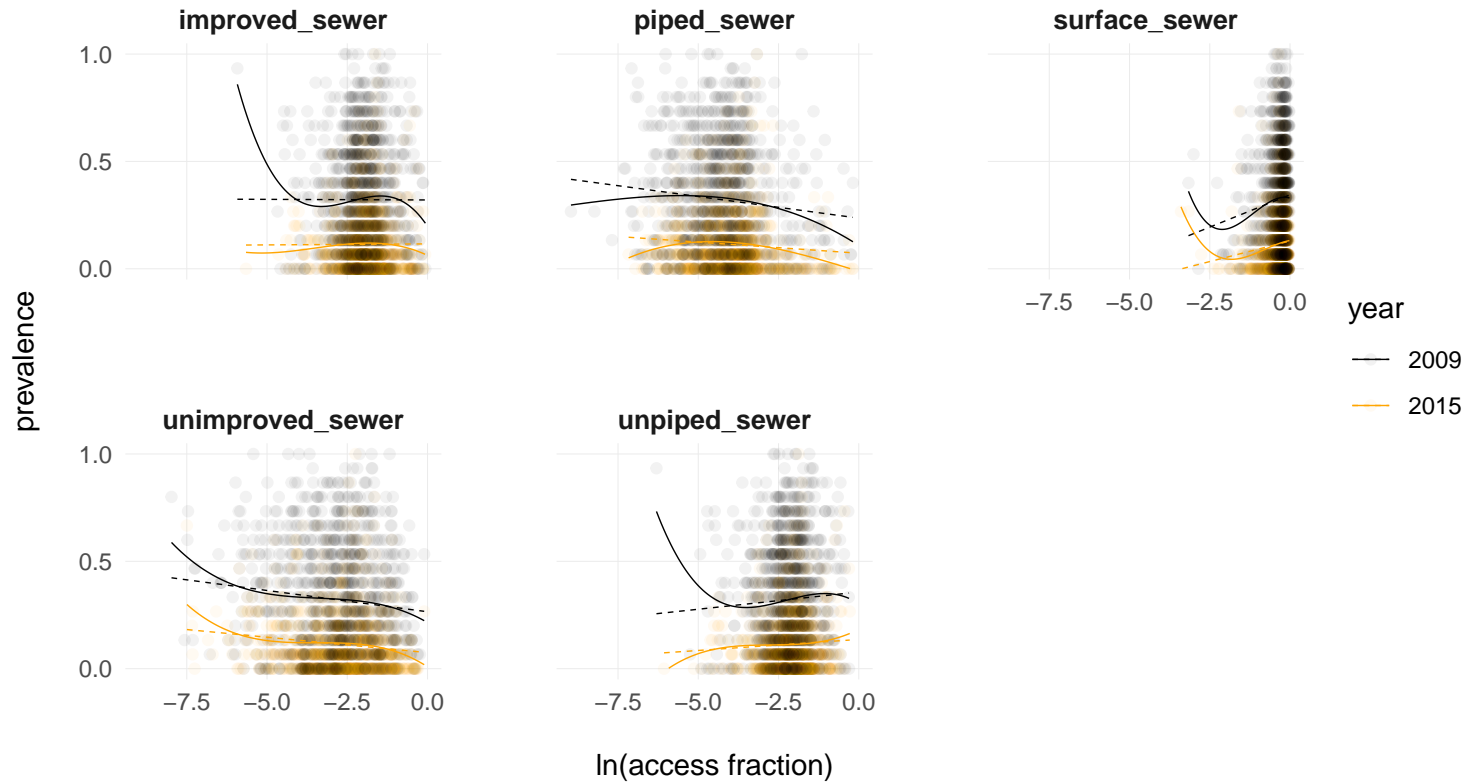 improved_sewer piped_sewer surface_sewer
1.0
0.5
0.0
−7.5 −5.0 −2.5 0.0
prevalence
year
2009
2015
unimproved_sewer unpiped_sewer
1.0
0.5
0.0
−7.5 −5.0 −2.5 0.0 −7.5 −5.0 −2.5 0.0
ln(access fraction)